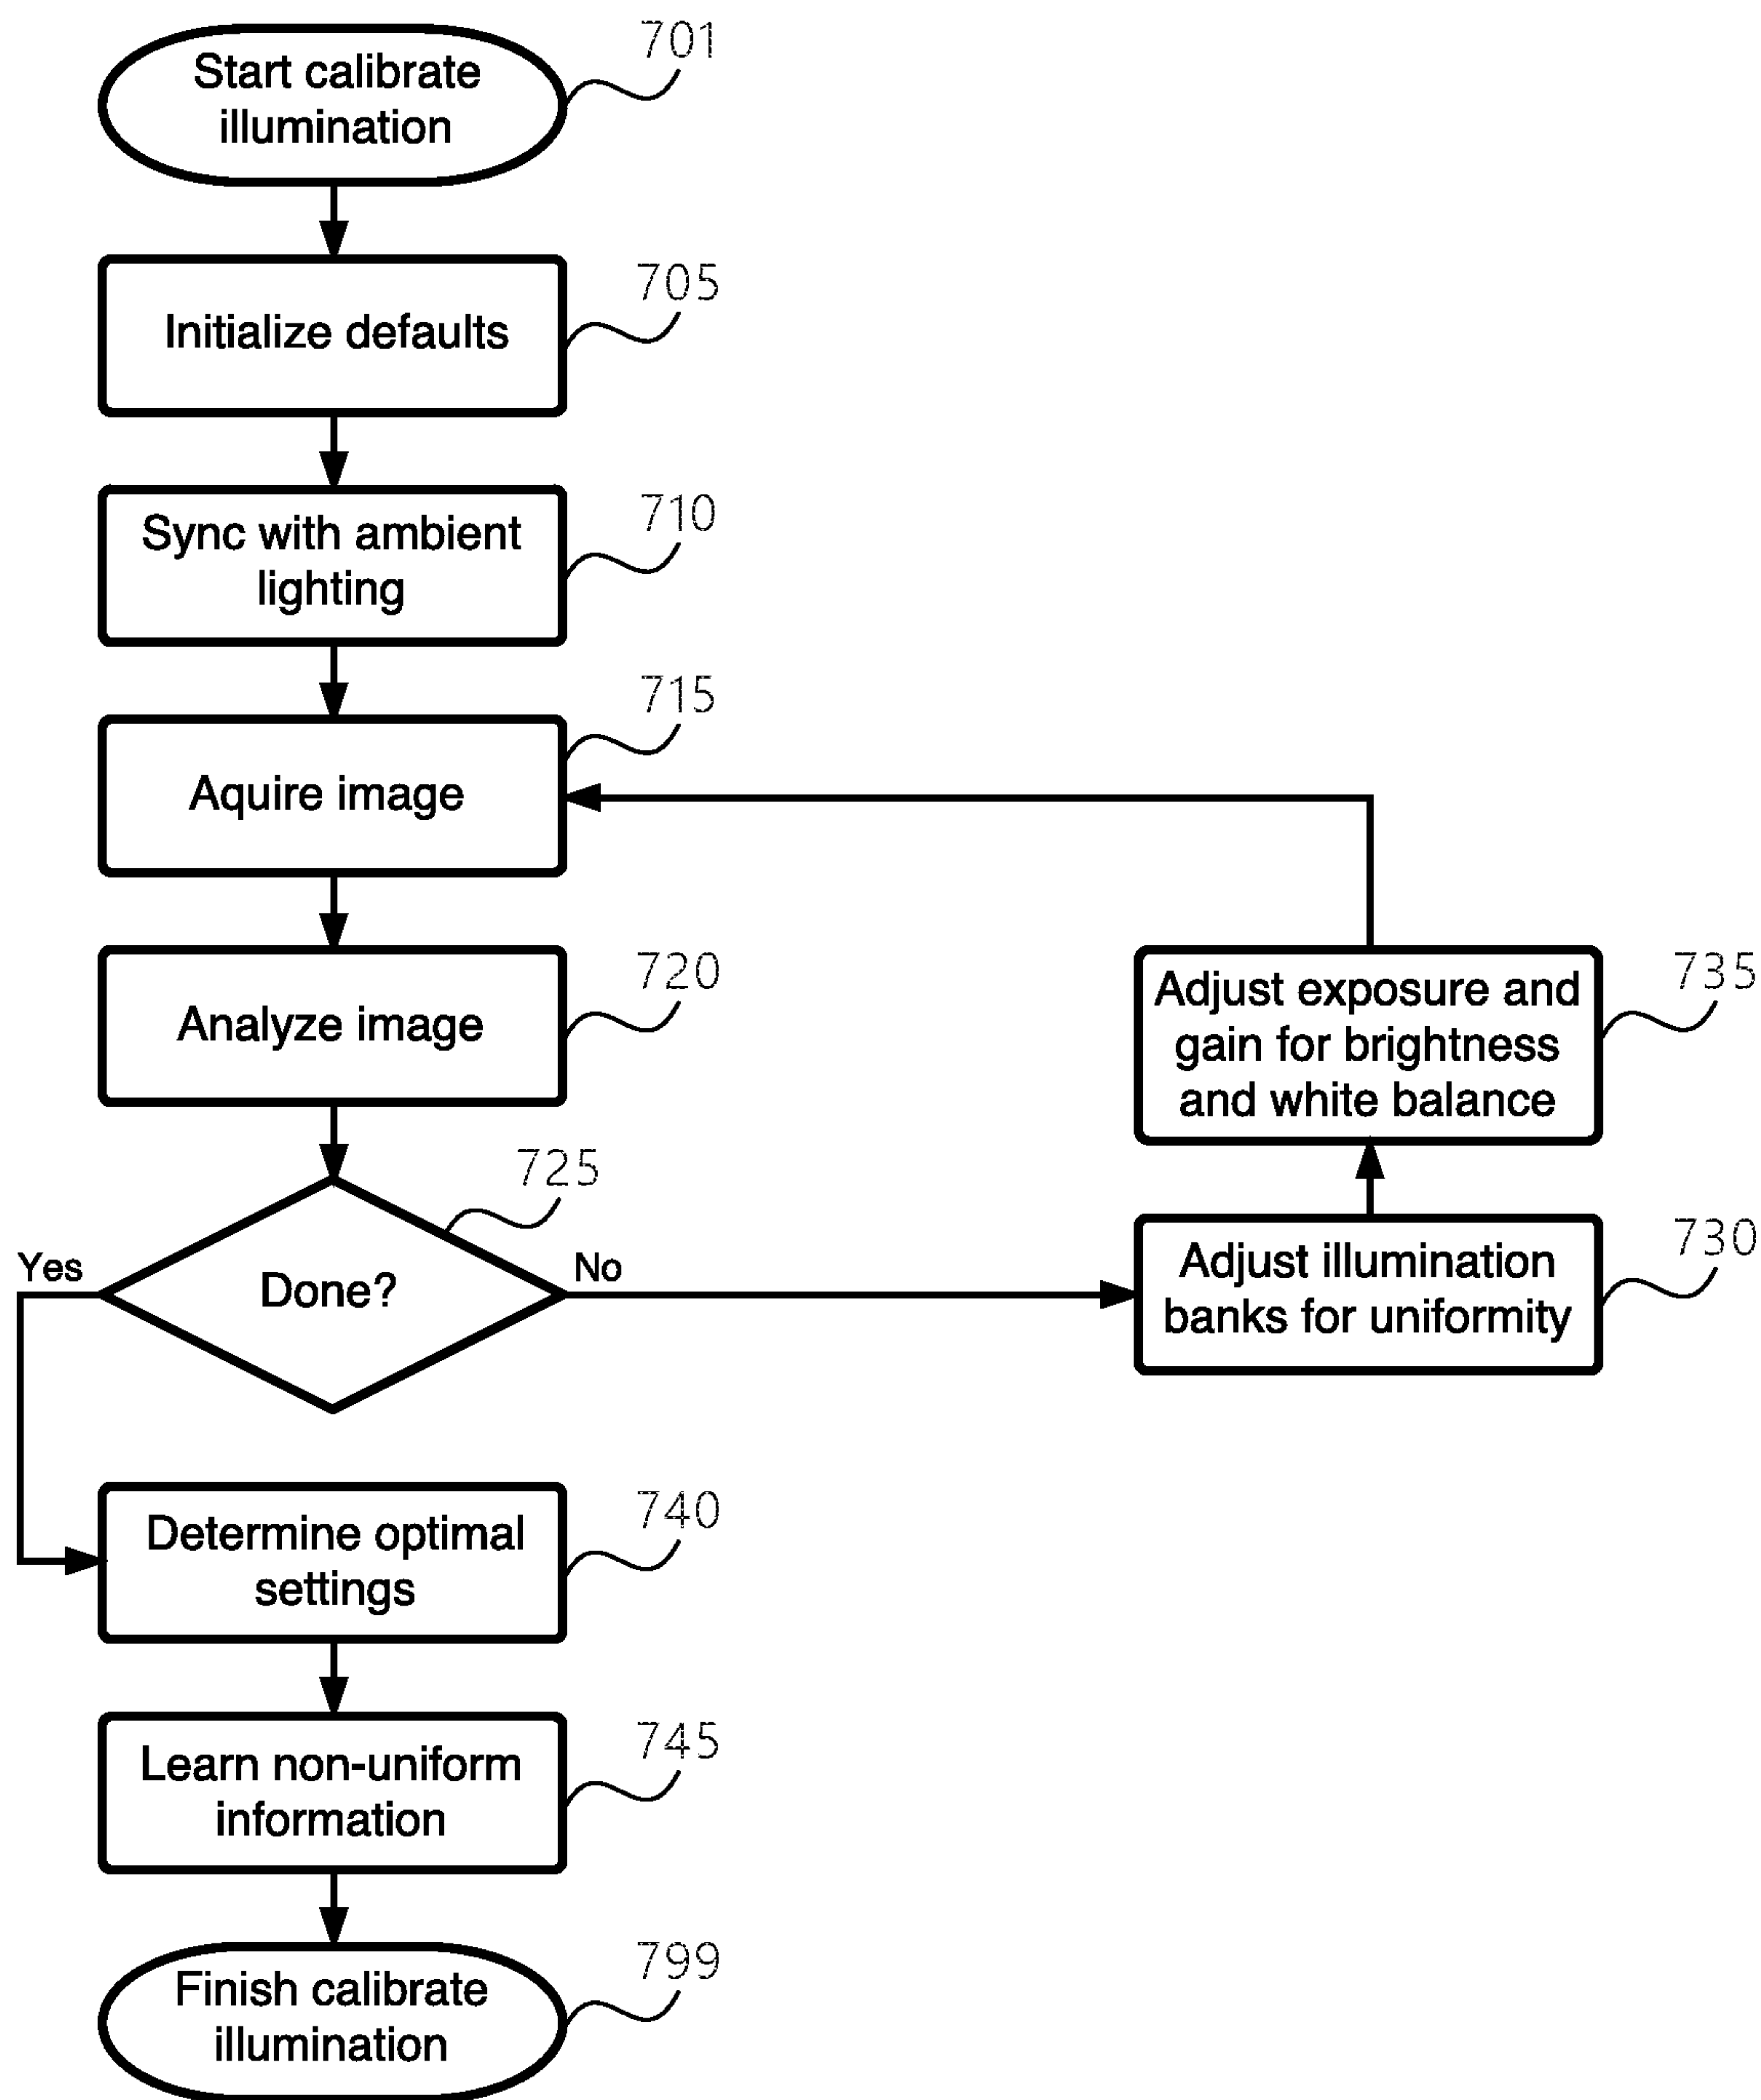 Start calibrate
illumination
701
Initialize defaults
705
Sync with ambient
lighting
710
Aquire image
715
Analyze image
720
Done?
725
Yes
No
Adjust illumination
banks for uniformity
730
Adjust exposure and
gain for brightness
and white balance
735
Determine optimal
settings
740
Learn non-uniform
information
745
Finish calibrate
illumination
799